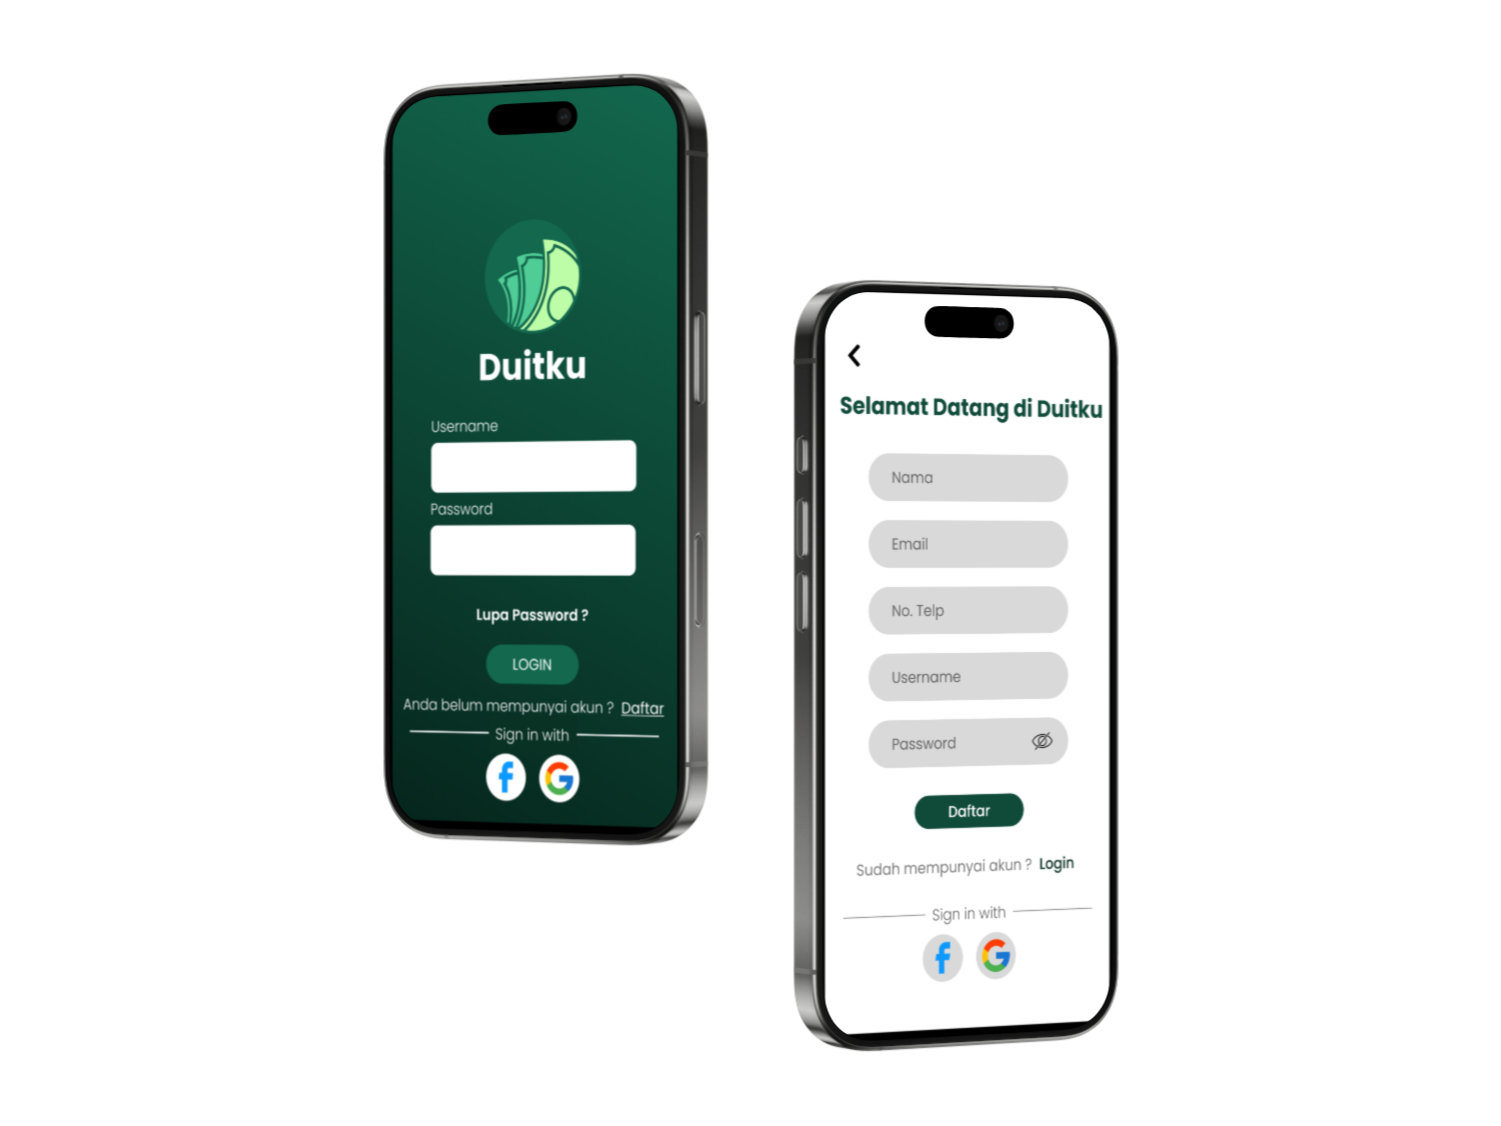 Duitku
Username
Password
Lupa Password ?
LOGIN
Anda belum mempunyai akun ? Daftar
Sign in with
Selamat Datang di Duitku
Nama
Email
No. Telp
Username
Password
Daftar
Sudah mempunyai akun ? Login
Sign in with